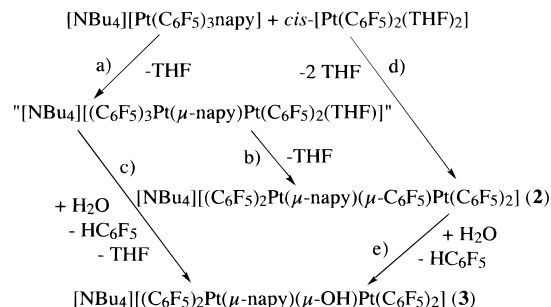 [NBu4][Pt(C6F5)3napy] + cis-[Pt(C6F5)2(THF)2]
a) -THF -2 THF d)
"[NBu4][(C6F5)3Pt(μ-napy)Pt(C6F5)2(THF)]"
c) b) -THF
[NBu4][(C6F5)2Pt(μ-napy)(μ-C6F5)Pt(C6F5)2] (2)
+ H2O
- HC6F5
- THF
e) + H2O
- HC6F5
[NBu4][(C6F5)2Pt(μ-napy)(μ-OH)Pt(C6F5)2] (3)